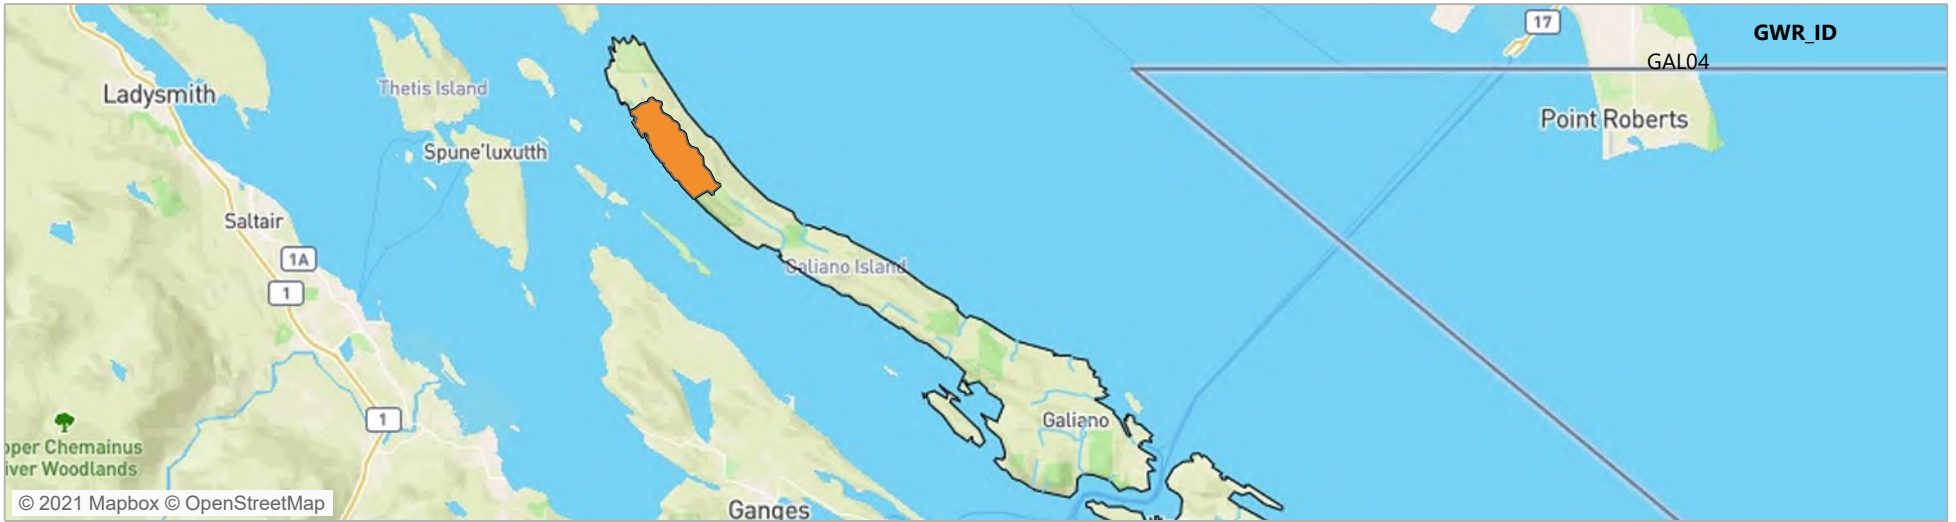 17
GWR_ID
GAL04
Ladysmith
Thetis Island
Point Roberts
Spune'luxutth
Saltair
1A
Galiano Island
1
1
Galiano
pper Chemainus
iver Woodlands
© 2021 Mapbox © OpenStreetMap
Ganges